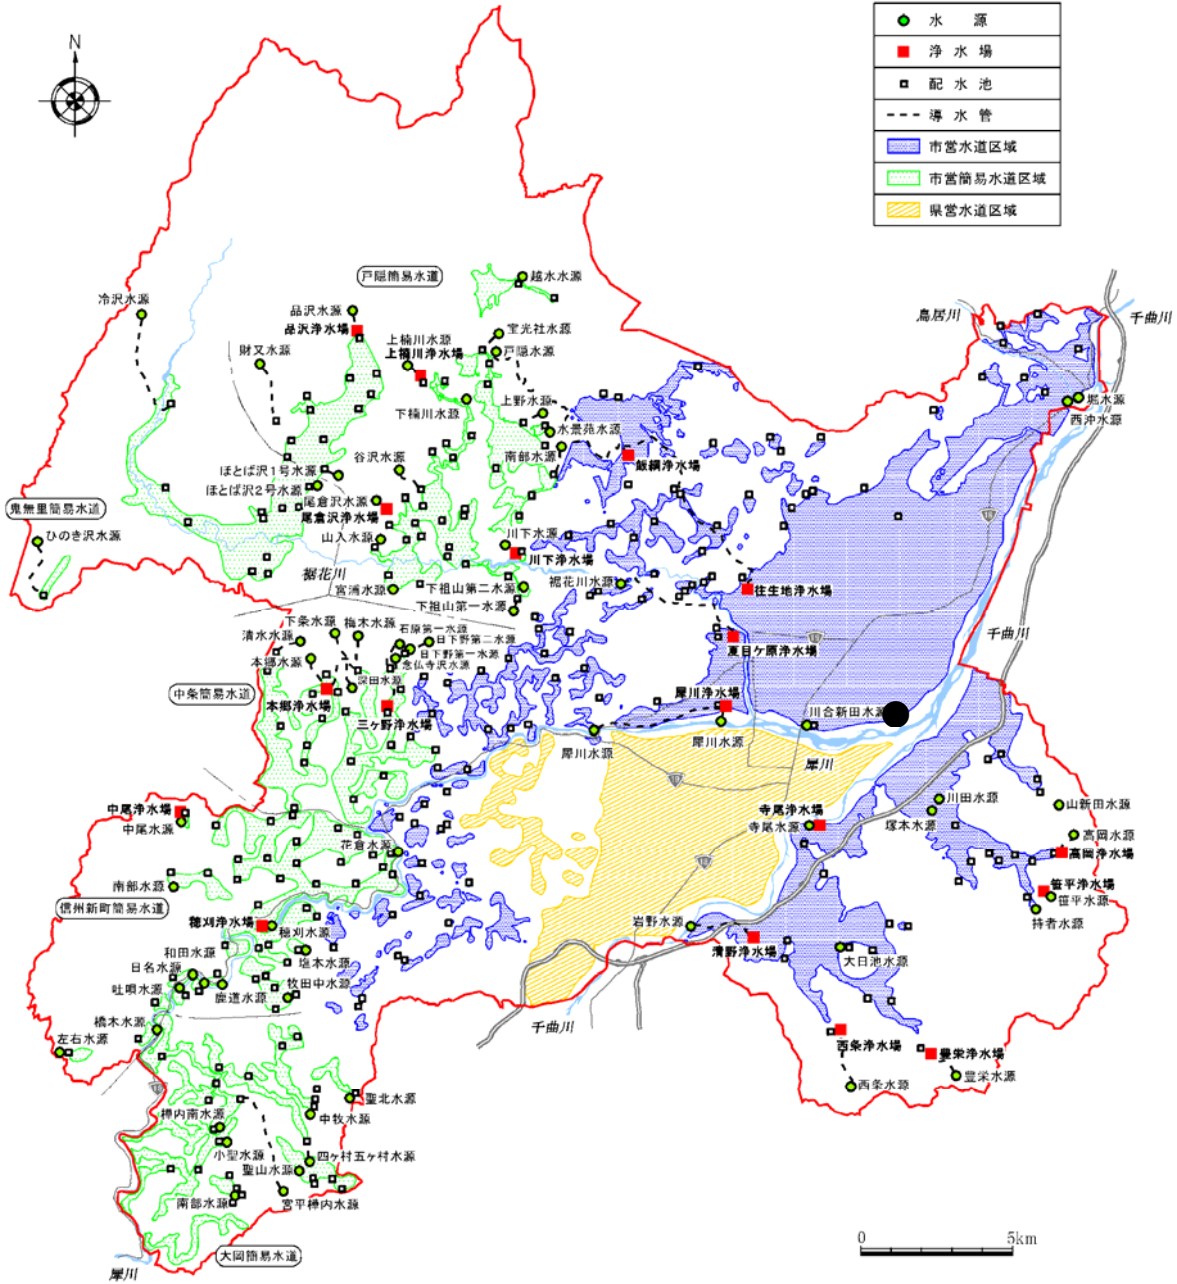 N
水 源
浄 水 場
配 水 池
導 水 管
市営水道区域
市営簡易水道区域
県営水道区域
戸隠簡易水道
越水水源
冷沢水源
品沢水源
品沢浄水場
宝光社水源
上楠川水源
上楠川浄水場
戸隠水源
財又水源
下楠川水源
上野水源
水景苑水源
南部水源
飯綱浄水場
鳥居川
千曲川
堀水源
西沖水源
谷沢水源
ほとば沢1号水源
ほとば沢2号水源
尾倉沢水源
尾倉沢浄水場
山入水源
鬼無里簡易水道
ひのき沢水源
川下水源
川下浄水場
裾花川
宮浦水源
下祖山第二水源
下祖山第一水源
裾花川水源
往生地浄水場
18
千曲川
夏目ケ原浄水場
下条水源
梅木水源
清水水源
本郷水源
石原第一水源
日下野第二水源
日下野第一水源
念仏寺沢水源
深田水源
中条簡易水道
本郷浄水場
三ケ野浄水場
犀川浄水場
川合新田水源
犀川水源
犀川水源
犀川
中尾浄水場
中尾水源
寺尾浄水場
寺尾水源
川田水源
塚本水源
山新田水源
高岡水源
高岡浄水場
花倉水源
南部水源
信州新町簡易水道
笹平浄水場
笹平水源
持者水源
穂刈浄水場
穂刈水源
岩野水源
清野浄水場
大日池水源
和田水源
塩本水源
日名水源
吐唄水源
鹿道水源
牧田中水源
橋木水源
左右水源
千曲川
西条浄水場
豊栄浄水場
西条水源
豊栄水源
聖北水源
中牧水源
樺内南水源
小聖水源
四ヶ村五ヶ村水源
聖山水源
南部水源
宮平樺内水源
大岡簡易水道
犀川
0
5km